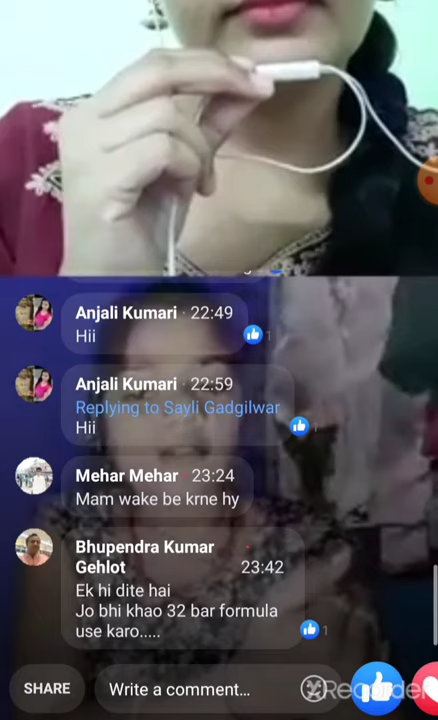 Anjali Kumari · 22:49
Hii
1
Anjali Kumari · 22:59
Replying to Sayli Gadgilwar
Hii
Mehar Mehar · 23:24
Mam wake be krne hy
Bhupendra Kumar
Gehlot
23:42
Ek hi dite hai
Jo bhi khao 32 bar formula
use karo.....
1
SHARE
Write a comment...
Recorder